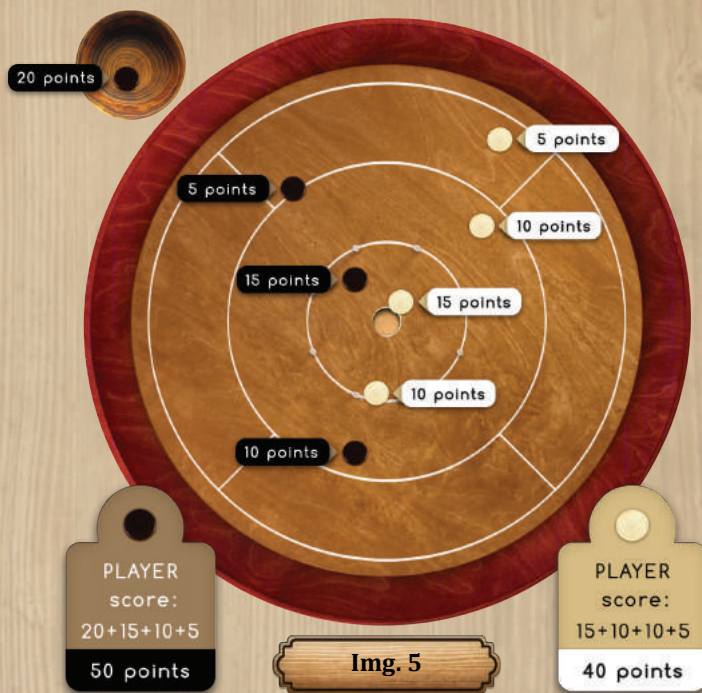 20 points
5 points
5 points
10 points
15 points
15 points
10 points
10 points
PLAYER
score:
20+15+10+5
50 points
Img. 5
PLAYER
score:
15+10+10+5
40 points